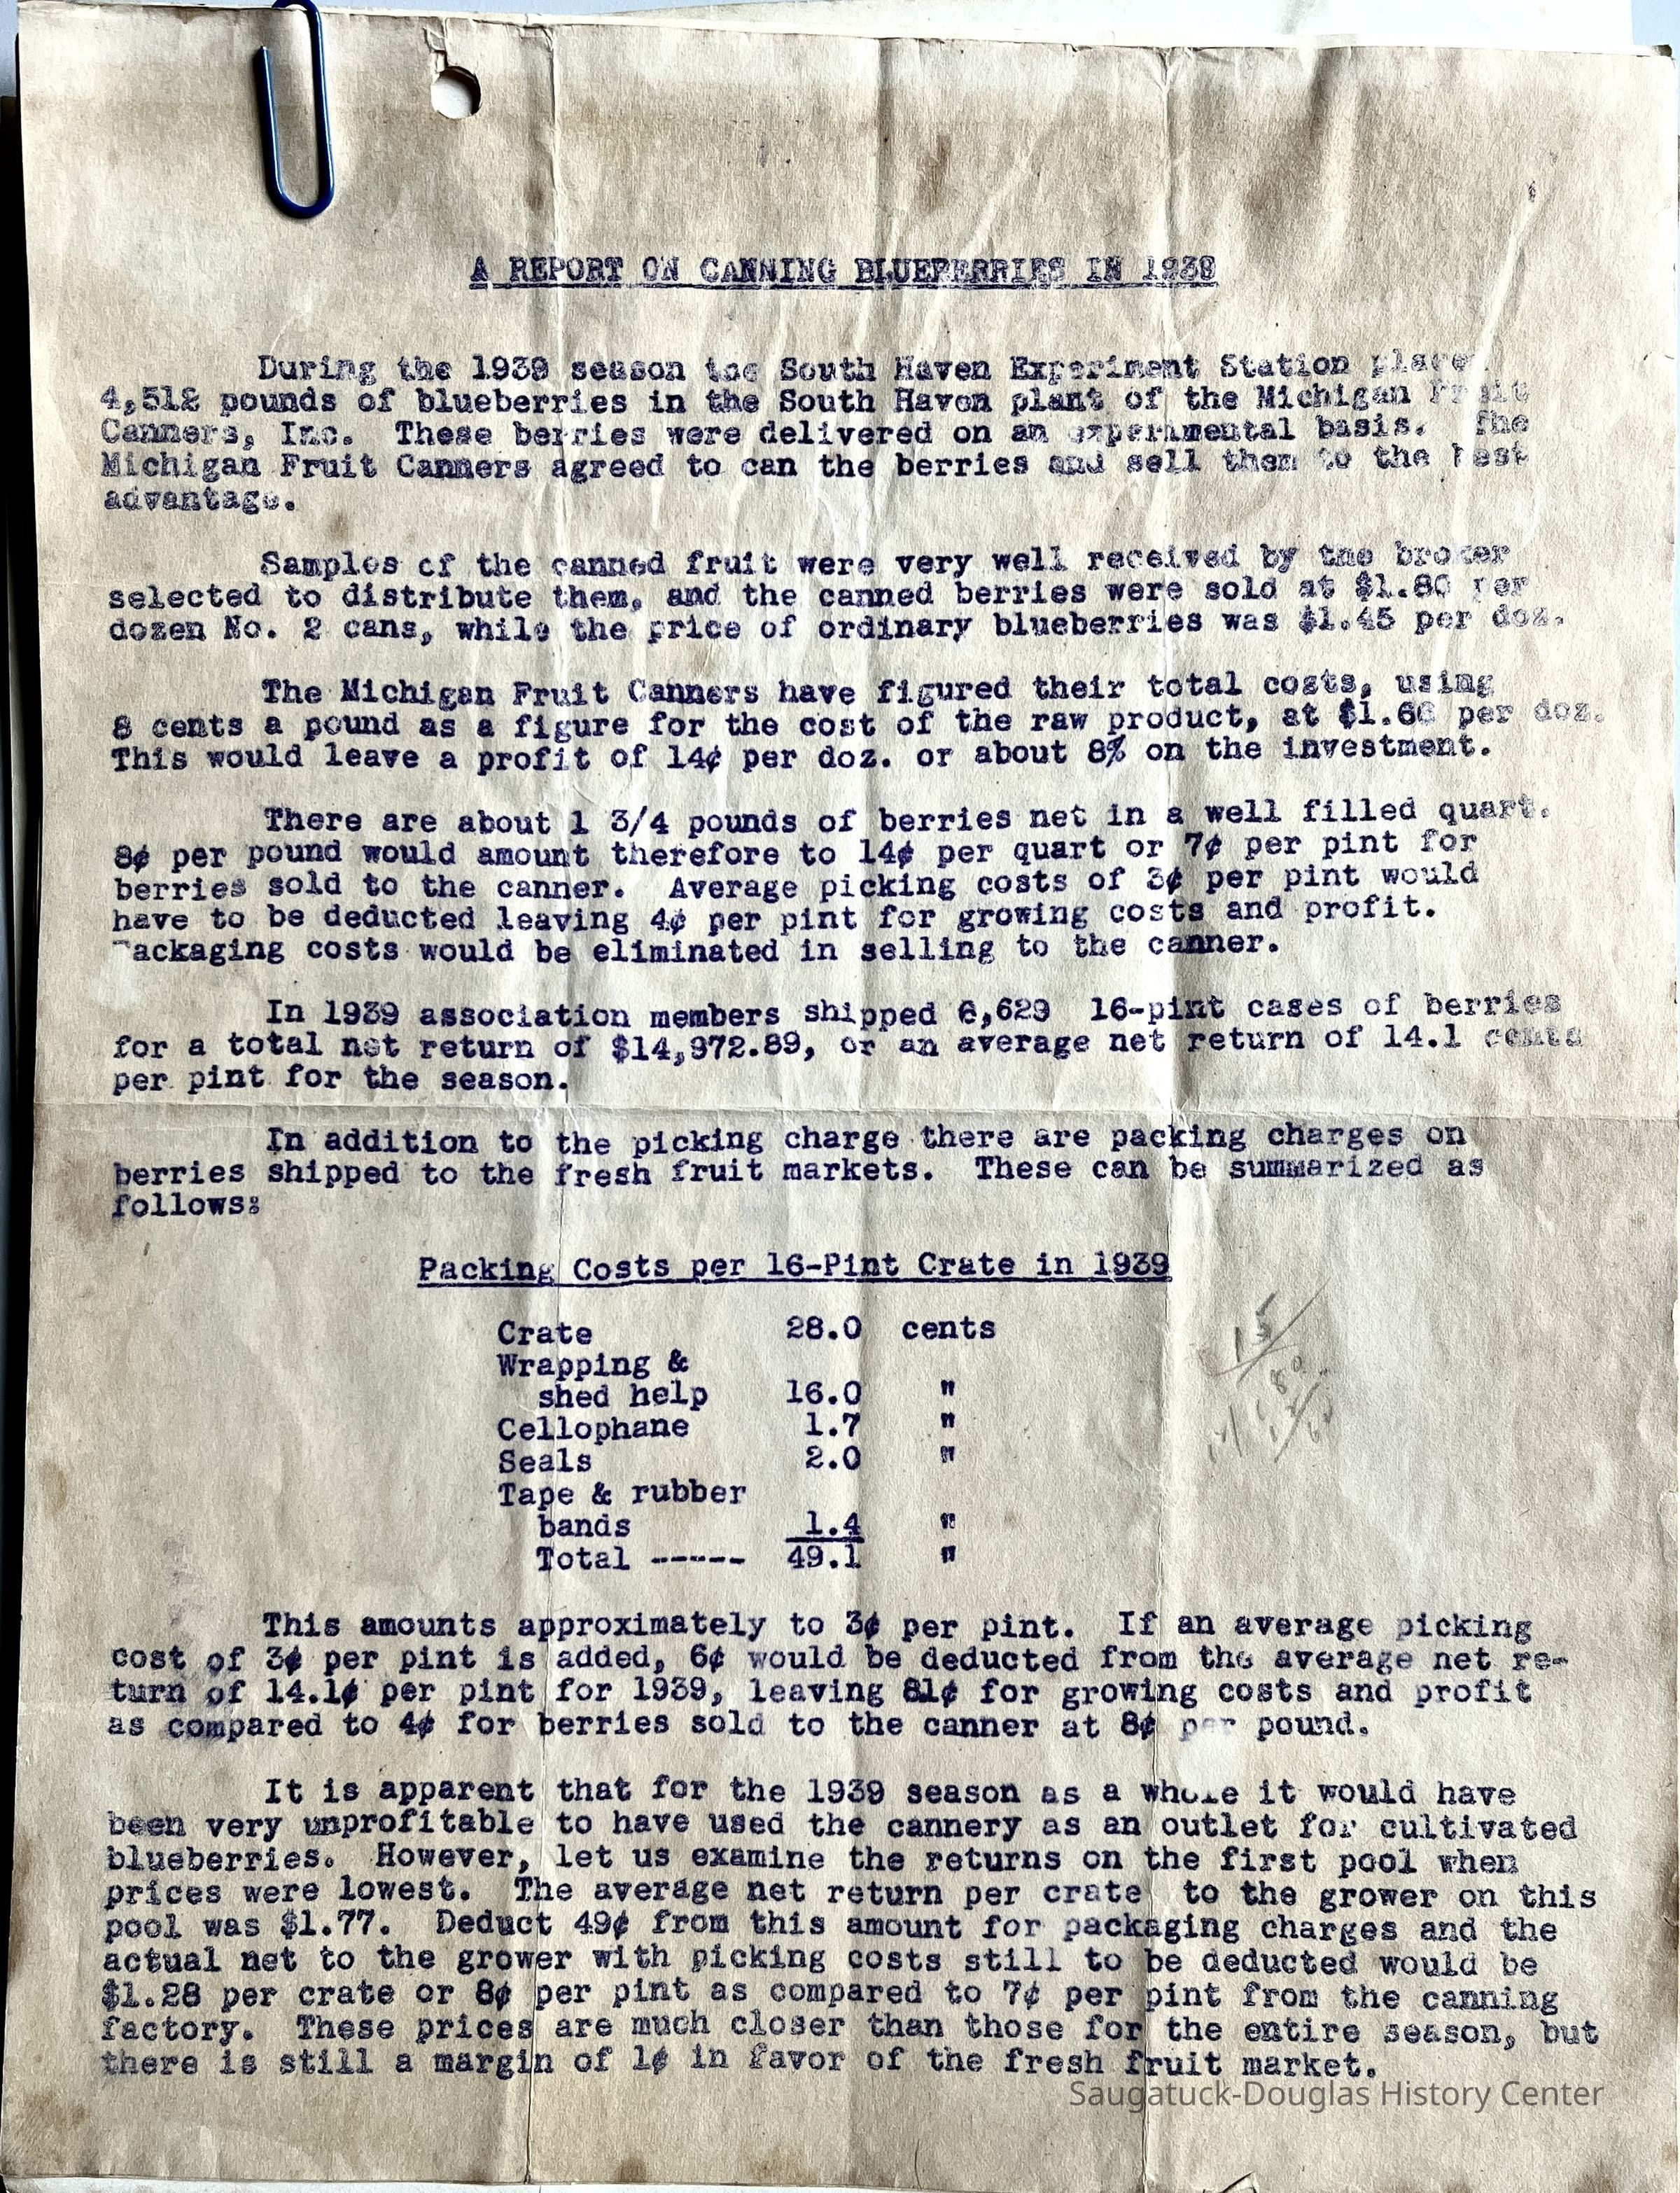 A REPORT ON CANNING BLUEBERRIES IN 1939
During the 1939 season the South Haven Experiment Station place
4,512 pounds of blueberries in the South Haven plant of the Michigan Fruit
Canners, Inc. These berries were delivered on an experimental basis. The
Michigan Fruit Canners agreed to can the berries and sell them to the best
advantage.
Samples of the canned fruit were very well received by the broker
selected to distribute them, and the canned berries were sold at $1.80 per
dozen No. 2 cans, while the price of ordinary blueberries was $1.45 per doz.
The Michigan Fruit Canners have figured their total costs, using
8 cents a pound as a figure for the cost of the raw product, at $1.66 per doz.
This would leave a profit of 14¢ per doz. or about 8% on the investment.
There are about 1 3/4 pounds of berries net in a well filled quart.
8¢ per pound would amount therefore to 14¢ per quart or 7¢ per pint for
berries sold to the canner. Average picking costs of 3¢ per pint would
have to be deducted leaving 4¢ per pint for growing costs and profit.
Packaging costs would be eliminated in selling to the canner.
In 1939 association members shipped 6,629 16-pint cases of berries
for a total net return of $14,972.89, or an average net return of 14.1 cents
per pint for the season.
In addition to the picking charge there are packing charges on
berries shipped to the fresh fruit markets. These can be summarized as
follows:
Packing Costs per 16-Pint Crate in 1939
Crate 28.0 cents
Wrapping &
shed help 16.0 "
Cellophane 1.7 "
Seals 2.0 "
Tape & rubber
bands 1.4 "
Total ----- 49.1 "
15
This amounts approximately to 3¢ per pint. If an average picking
cost of 3¢ per pint is added, 6¢ would be deducted from the average net re-
turn of 14.1¢ per pint for 1939, leaving 81¢ for growing costs and profit
as compared to 4¢ for berries sold to the canner at 8¢ per pound.
It is apparent that for the 1939 season as a whole it would have
been very unprofitable to have used the cannery as an outlet for cultivated
blueberries. However, let us examine the returns on the first pool when
prices were lowest. The average net return per crate to the grower on this
pool was $1.77. Deduct 49¢ from this amount for packaging charges and the
actual net to the grower with picking costs still to be deducted would be
$1.28 per crate or 8¢ per pint as compared to 7¢ per pint from the canning
factory. These prices are much closer than those for the entire season, but
there is still a margin of 1¢ in favor of the fresh fruit market.
Saugatuck-Douglas History Center